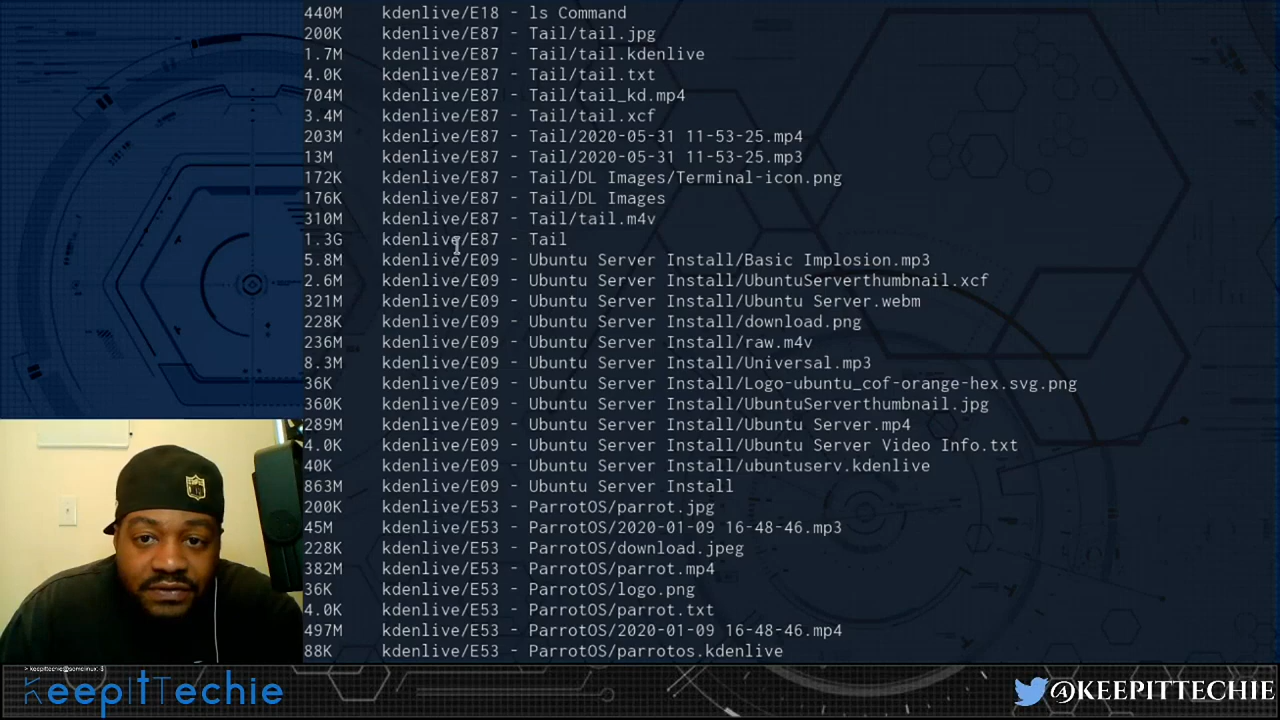 440M kdenlive/E18 - ls Command
200K kdenlive/E87 - Tail/tail.jpg
1.7M kdenlive/E87 - Tail/tail.kdenlive
4.0K kdenlive/E87 - Tail/tail.txt
704M kdenlive/E87 - Tail/tail_kd.mp4
3.4M kdenlive/E87 - Tail/tail.xcf
203M kdenlive/E87 - Tail/2020-05-31 11-53-25.mp4
13M kdenlive/E87 - Tail/2020-05-31 11-53-25.mp3
172K kdenlive/E87 - Tail/DL Images/Terminal-icon.png
176K kdenlive/E87 - Tail/DL Images
310M kdenlive/E87 - Tail/tail.m4v
1.3G kdenlive/E87 - Tail
5.8M kdenlive/E09 - Ubuntu Server Install/Basic Implosion.mp3
2.6M kdenlive/E09 - Ubuntu Server Install/UbuntuServerthumbnail.xcf
321M kdenlive/E09 - Ubuntu Server Install/Ubuntu Server.webm
228K kdenlive/E09 - Ubuntu Server Install/download.png
236M kdenlive/E09 - Ubuntu Server Install/raw.m4v
8.3M kdenlive/E09 - Ubuntu Server Install/Universal.mp3
36K kdenlive/E09 - Ubuntu Server Install/Logo-ubuntu_cof-orange-hex.svg.png
360K kdenlive/E09 - Ubuntu Server Install/UbuntuServerthumbnail.jpg
289M kdenlive/E09 - Ubuntu Server Install/Ubuntu Server.mp4
4.0K kdenlive/E09 - Ubuntu Server Install/Ubuntu Server Video Info.txt
40K kdenlive/E09 - Ubuntu Server Install/ubuntuserv.kdenlive
863M kdenlive/E09 - Ubuntu Server Install
200K kdenlive/E53 - ParrotOS/parrot.jpg
45M kdenlive/E53 - ParrotOS/2020-01-09 16-48-46.mp3
228K kdenlive/E53 - ParrotOS/download.jpeg
382M kdenlive/E53 - ParrotOS/parrot.mp4
36K kdenlive/E53 - ParrotOS/logo.png
4.0K kdenlive/E53 - ParrotOS/parrot.txt
497M kdenlive/E53 - ParrotOS/2020-01-09 16-48-46.mp4
88K kdenlive/E53 - ParrotOS/parrotos.kdenlive
> keepittechie@somelinux: $
KeepItTechie
@KEEPITTECHIE